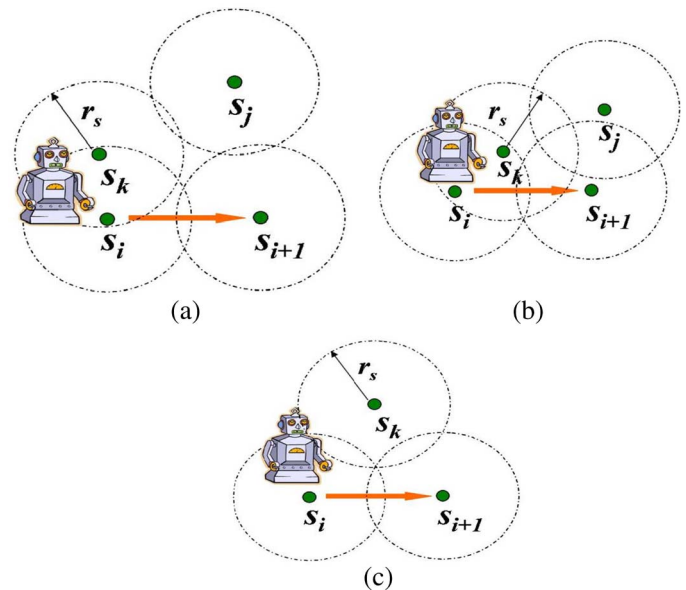 r_s
s_j
s_k
s_i
s_{i+1}
(a)
r_s
s_j
s_k
s_i
s_{i+1}
(b)
r_s
s_k
s_i
s_{i+1}
(c)